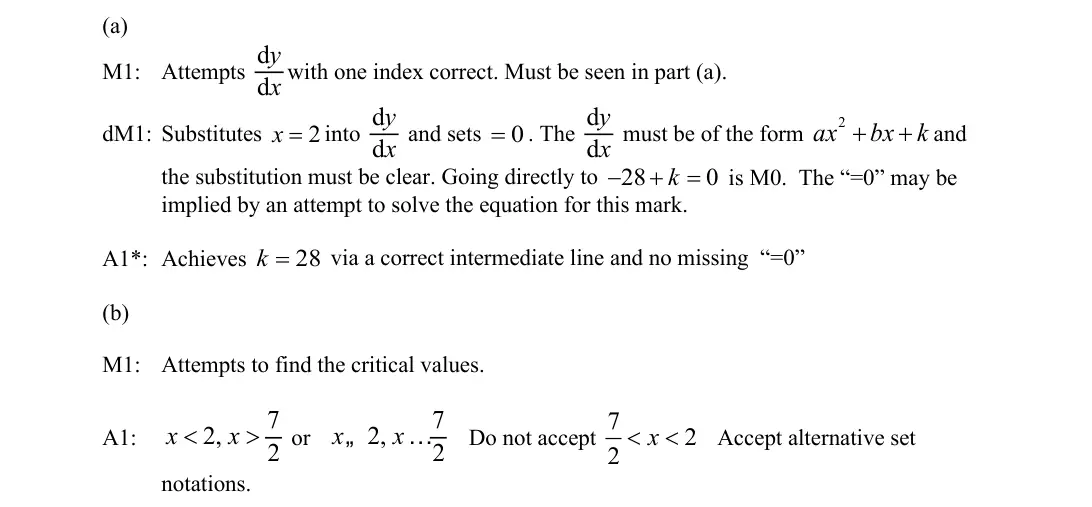 (a)
M1: Attempts dy/dx with one index correct. Must be seen in part (a).
dM1: Substitutes x = 2 into dy/dx and sets = 0. The dy/dx must be of the form ax² + bx + k and
the substitution must be clear. Going directly to −28 + k = 0 is M0. The “=0” may be
implied by an attempt to solve the equation for this mark.
A1*: Achieves k = 28 via a correct intermediate line and no missing “=0”
(b)
M1: Attempts to find the critical values.
A1: x < 2, x > 7/2 or x„ 2, x … 7/2 Do not accept 7/2 < x < 2 Accept alternative set
notations.